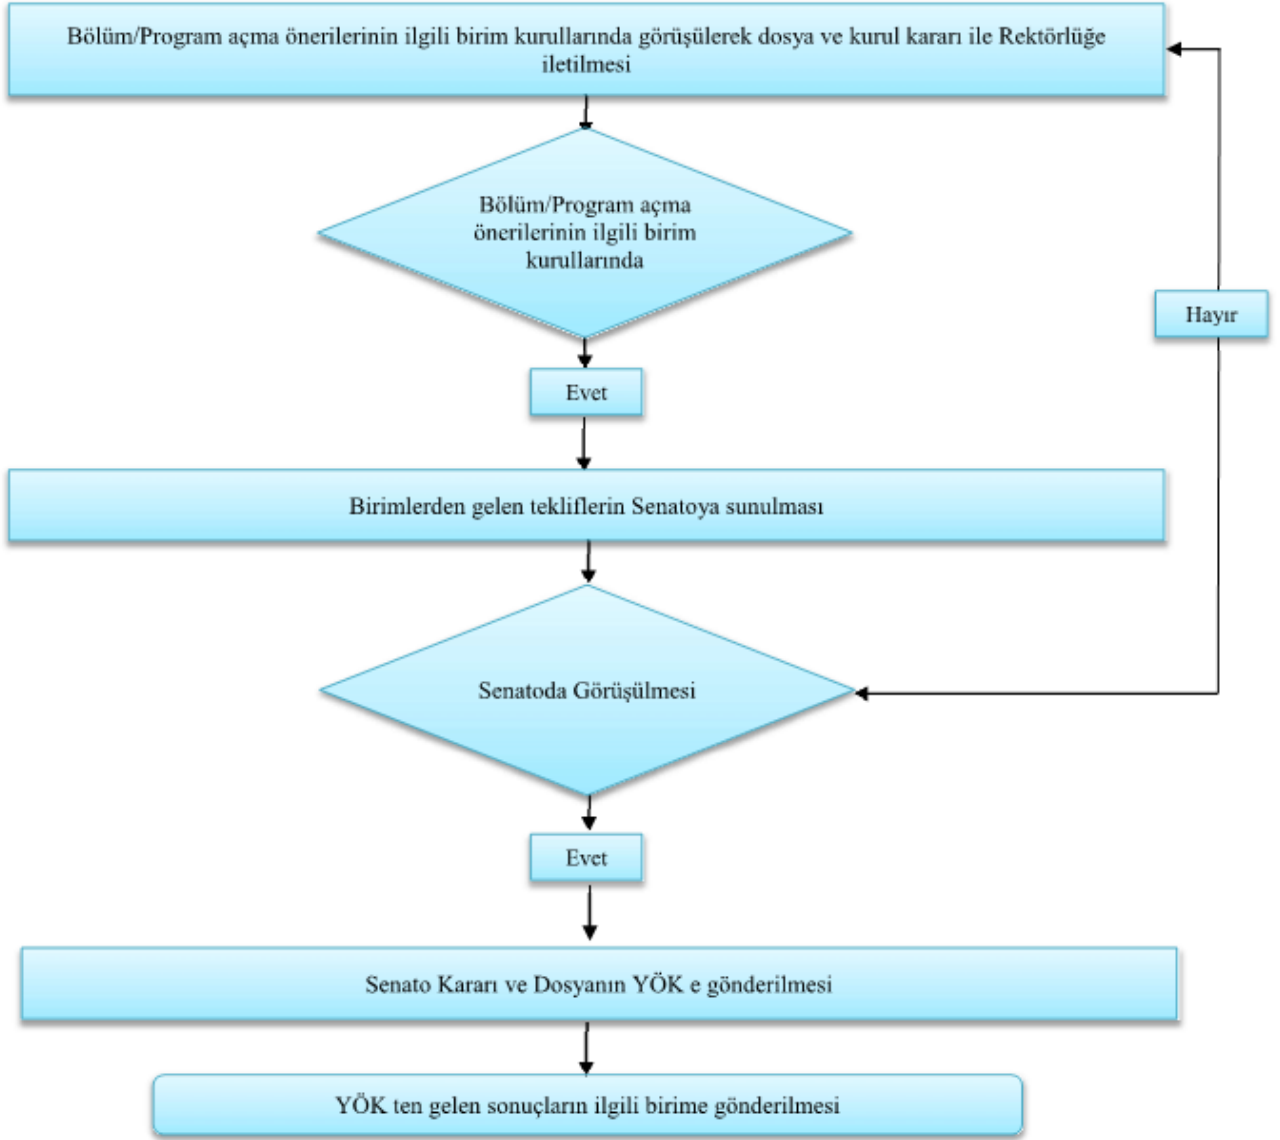 Bölüm/Program açma önerilerinin ilgili birim kurullarında görüşülerek dosya ve kurul kararı ile Rektörlüğe
iletilmesi
Bölüm/Program açma
önerilerinin ilgili birim
kurullarında
Hayır
Evet
Birimlerden gelen tekliflerin Senatoya sunulması
Senatoda Görüşülmesi
Evet
Senato Kararı ve Dosyanın YÖK e gönderilmesi
YÖK ten gelen sonuçların ilgili birime gönderilmesi